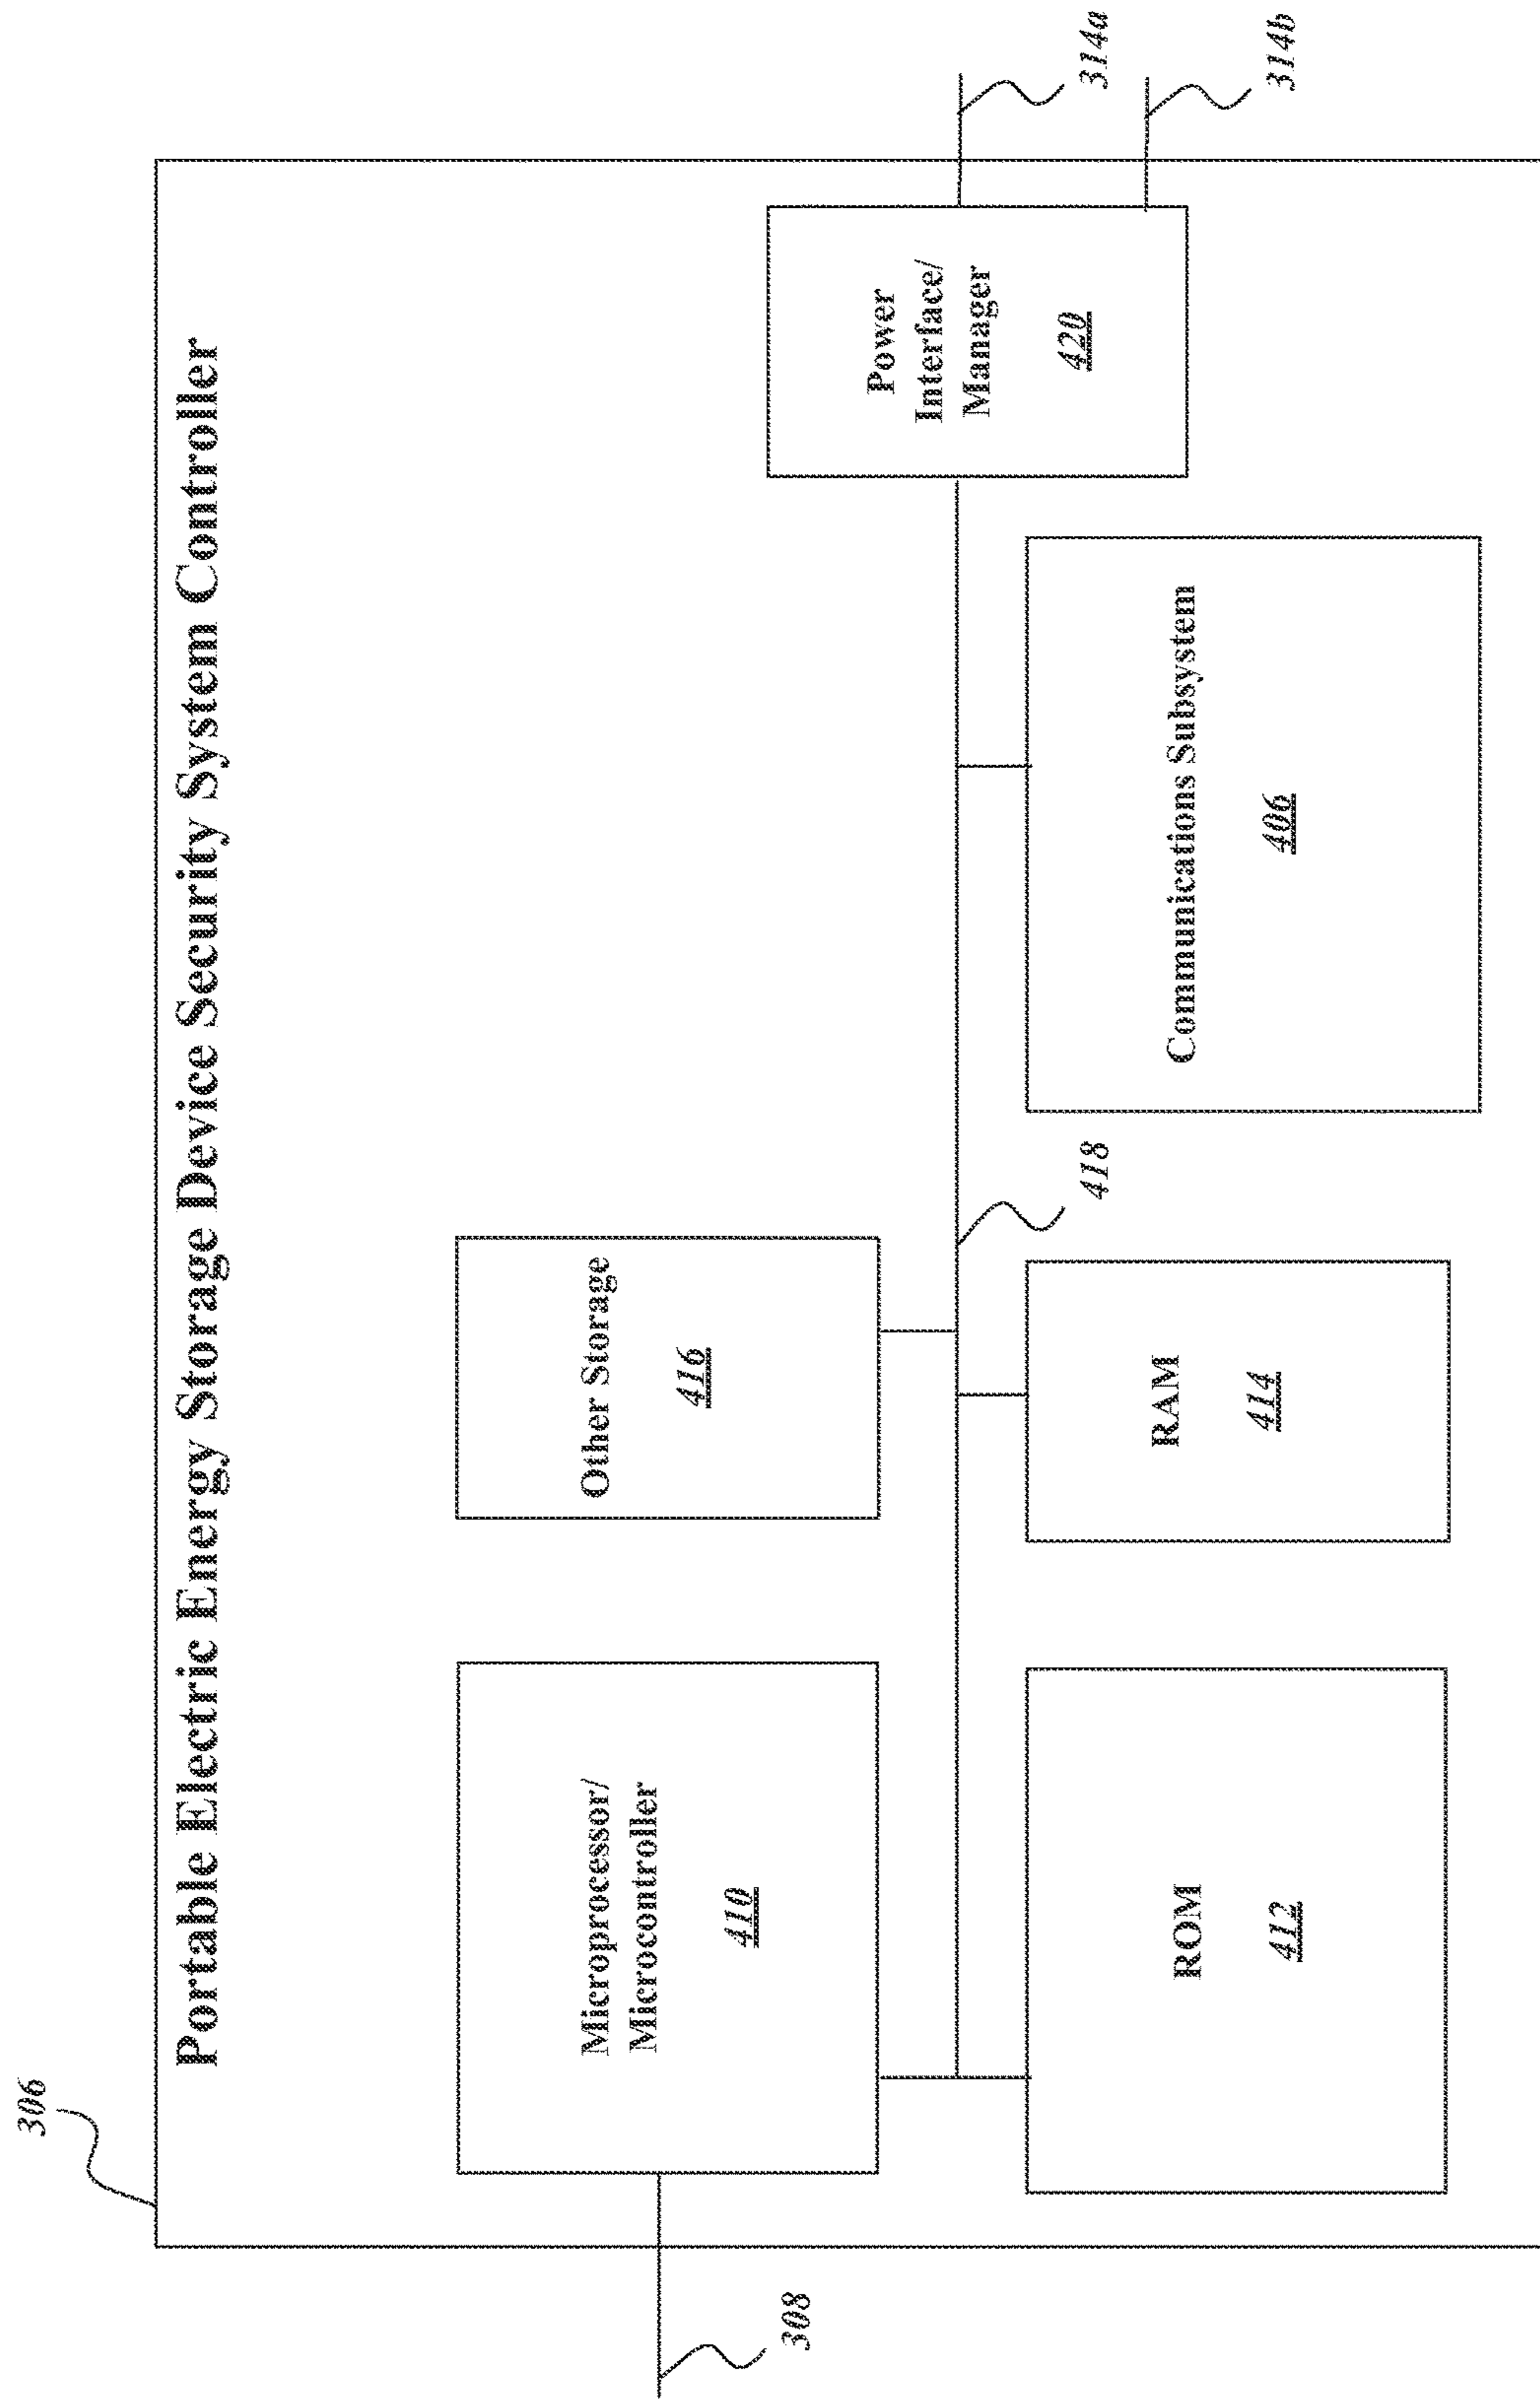 306
Portable Electric Energy Storage Device Security System Controller
308
Microprocessor/
Microcontroller
410
Other Storage
416
Power
Interface/
Manager
420
314a
314b
418
ROM
412
RAM
414
Communications Subsystem
406